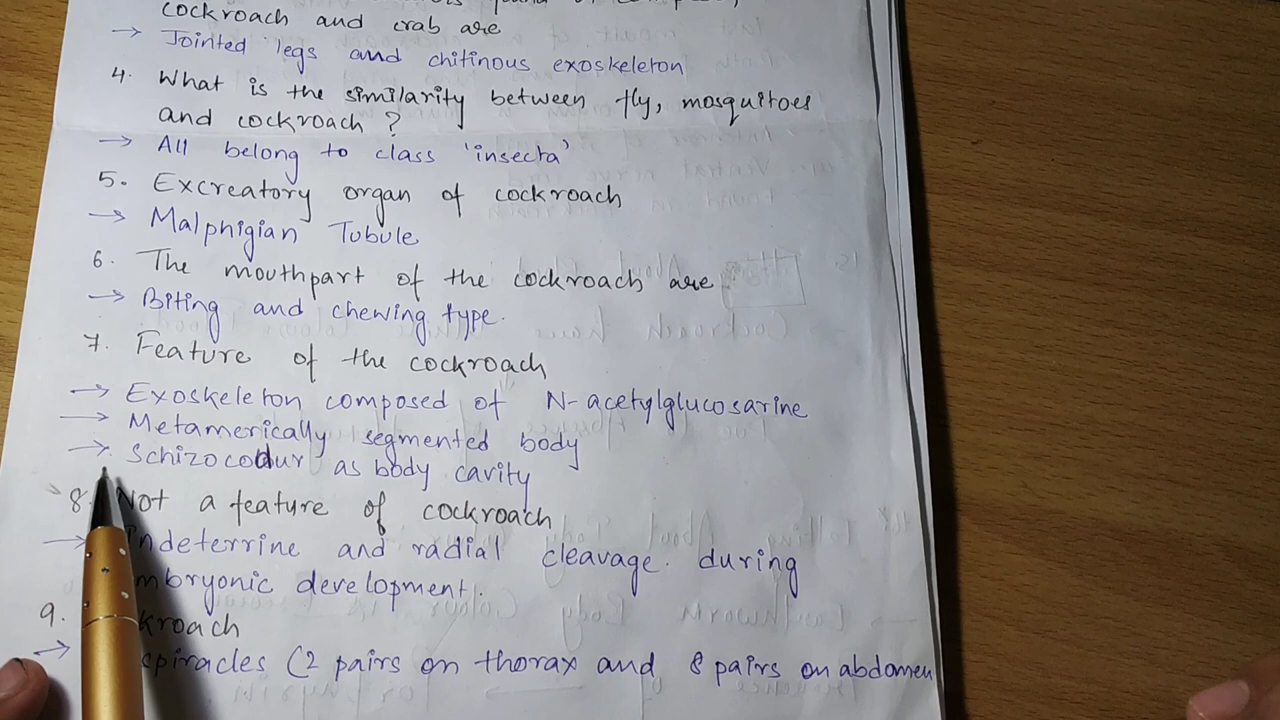 cockroach and crab are
→ Jointed legs and chitinous exoskeleton
4. What is the similarity between fly, mosquitoes
and cockroach ?
→ All belong to class 'insecta'
5. Excreatory organ of cockroach
→ Malphigian Tubule
6. The mouthpart of the cockroach are
→ Biting and chewing type.
7. Feature of the cockroach
→ Exoskeleton composed of N-acetylglucosarine
→ Metamerically segmented body
→ Schizocodur as body cavity
8. Not a feature of cockroach
→ Indeterrine and radial cleavage during
mbryonic development.
9. kroach
→ spiracles (2 pairs on thorax and 8 pairs on abdomen